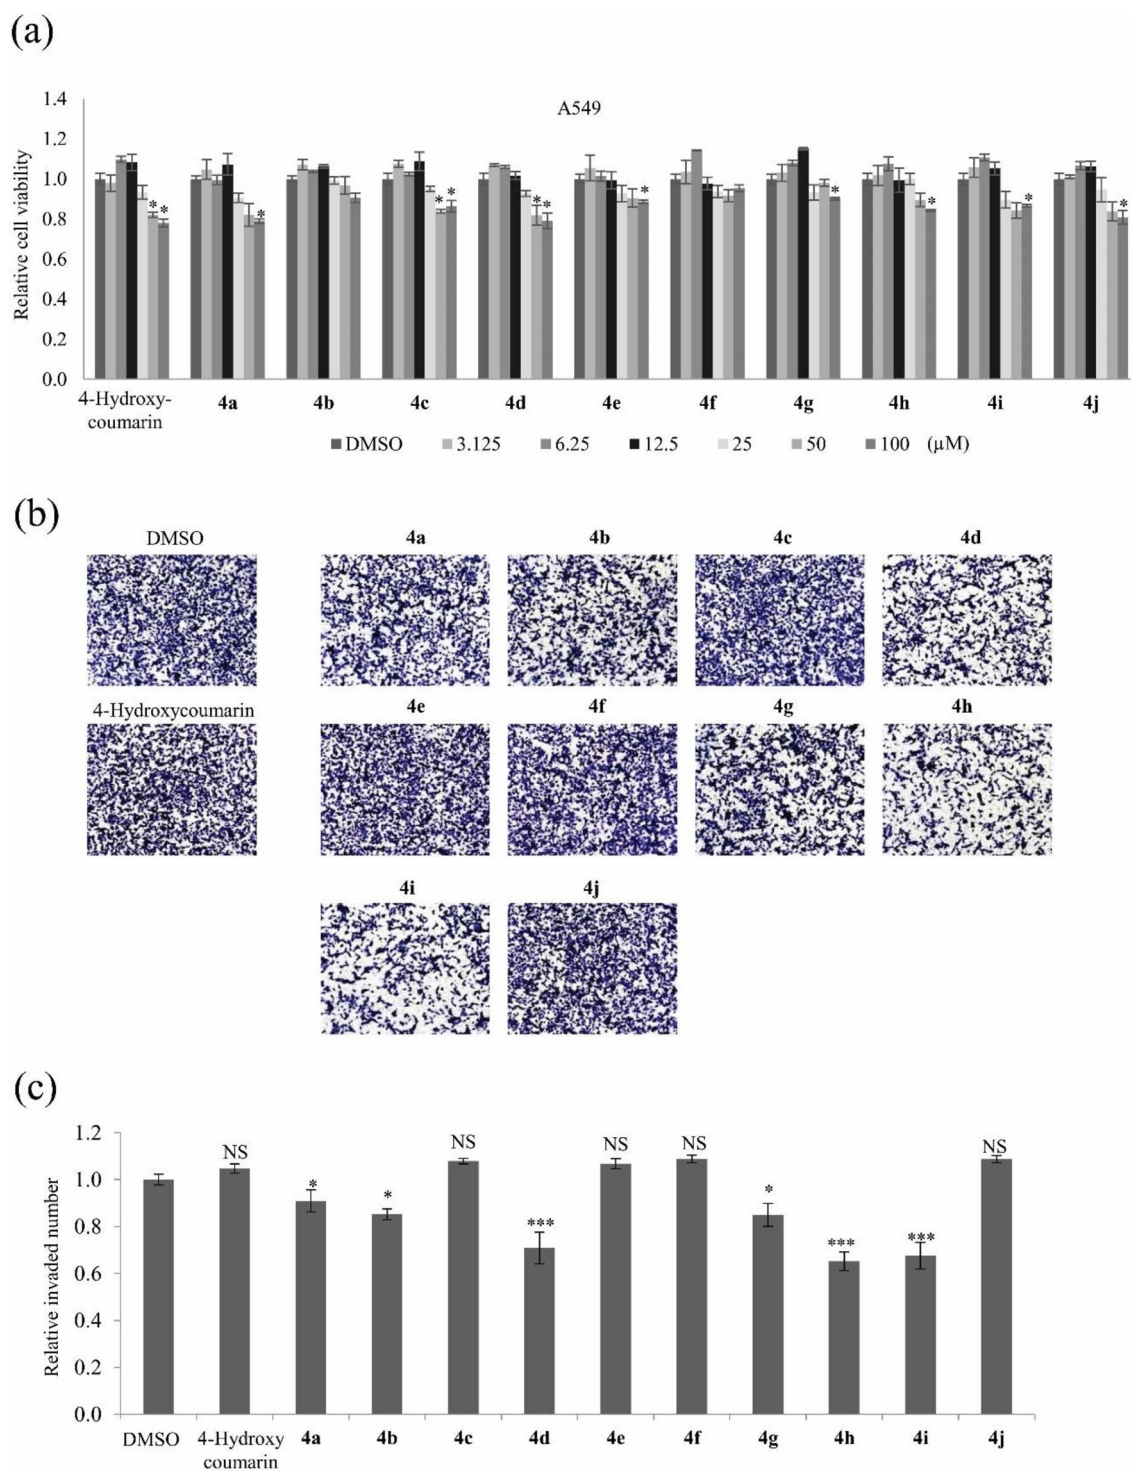 (a)
A549
1.4
1.2
1.0
0.8
0.6
0.4
0.2
0.0
Relative cell viability
* * * * * * * * * * * * *
4-Hydroxy-
coumarin
4a 4b 4c 4d 4e 4f 4g 4h 4i 4j
DMSO 3.125 6.25 12.5 25 50 100 (μM)
(b)
DMSO 4a 4b 4c 4d
4-Hydroxycoumarin 4e 4f 4g 4h
4i 4j
(c)
1.2
1.0
0.8
0.6
0.4
0.2
0.0
Relative invaded number
NS * * NS *** NS NS * *** *** NS
DMSO 4-Hydroxy 4a 4b 4c 4d 4e 4f 4g 4h 4i 4j
coumarin